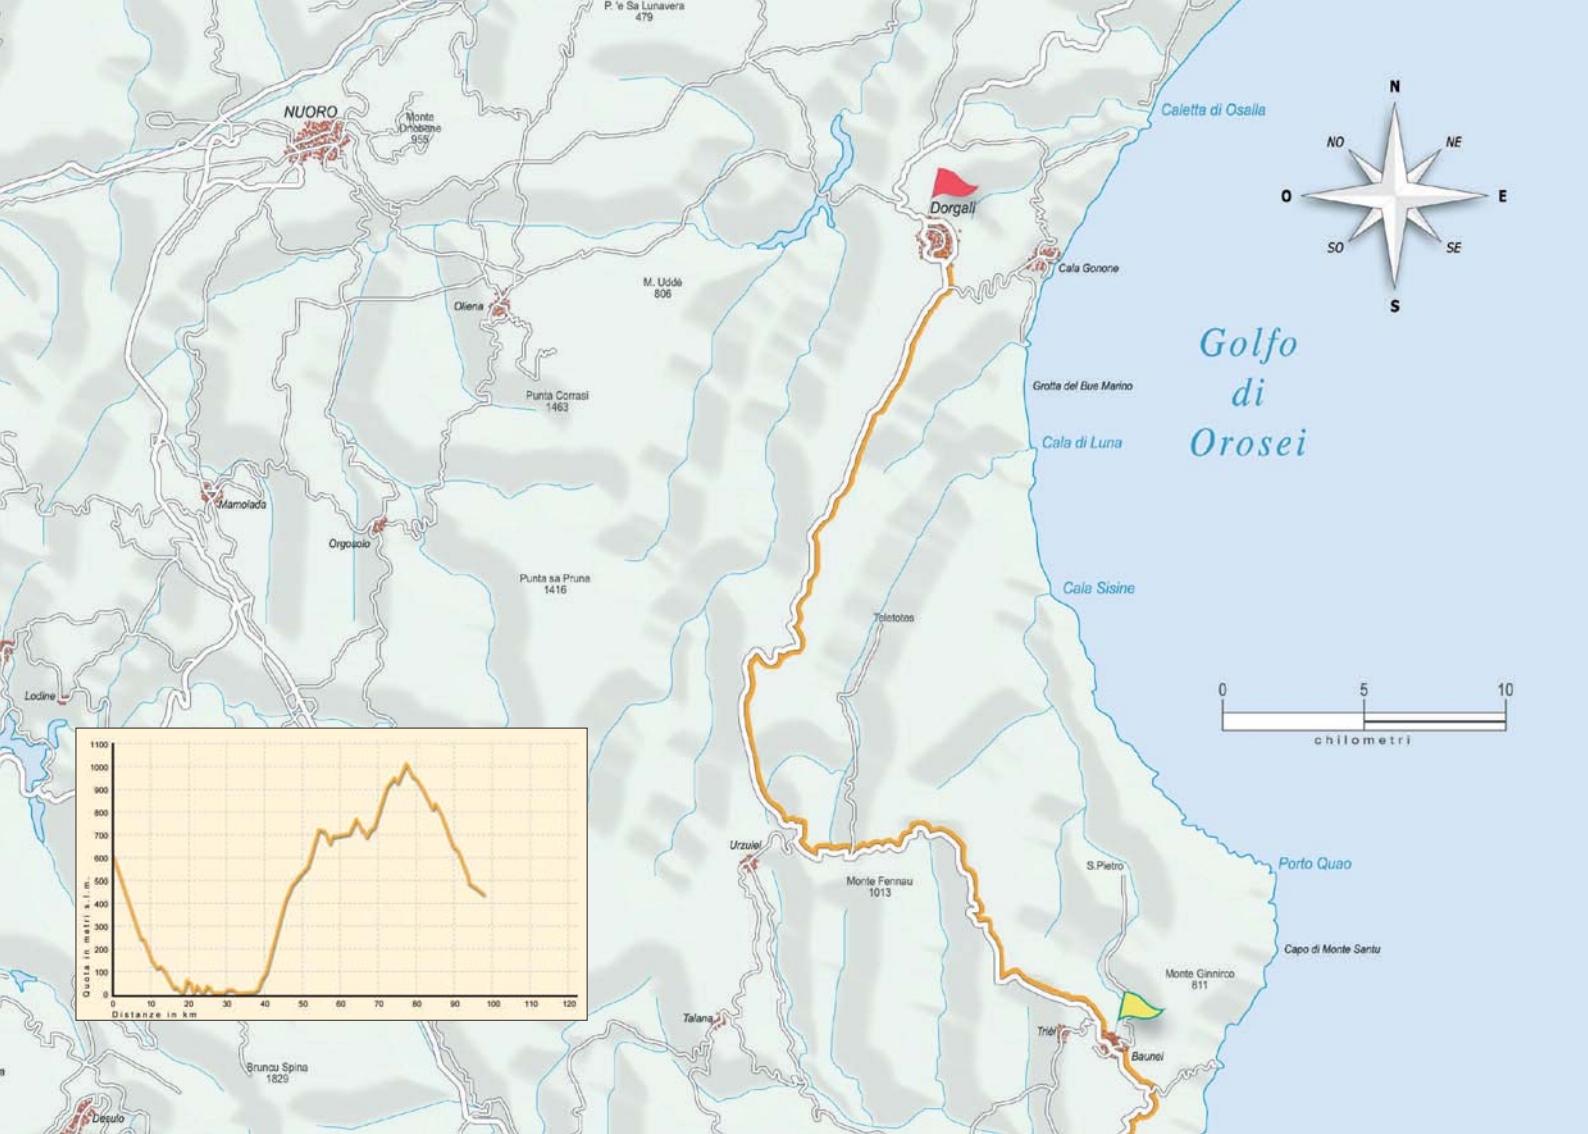 P. 'e Sa Lunavera
479
NUORO
Monte
Ortobene
955
Caletta di Osalla
N
NO
NE
O
E
SO
SE
S
Dorgali
Cala Gonone
M. Uddè
806
Oliena
Golfo
di
Orosei
Punta Corrasi
1463
Grotta del Bue Marino
Cala di Luna
Mamoiada
Orgosolo
Punta sa Pruna
1416
Cala Sisine
Teletotes
Lodine
0 5 10
chilometri
Urzulei
Monte Fennau
1013
S.Pietro
Porto Quao
Capo di Monte Santu
Monte Ginnirco
811
Talana
Triei
Baunei
Bruncu Spina
1829
Desulo
1100
1000
900
800
700
600
500
400
300
200
100
0
Quota in metri s.l.m.
0 10 20 30 40 50 60 70 80 90 100 110 120
Distanze in km